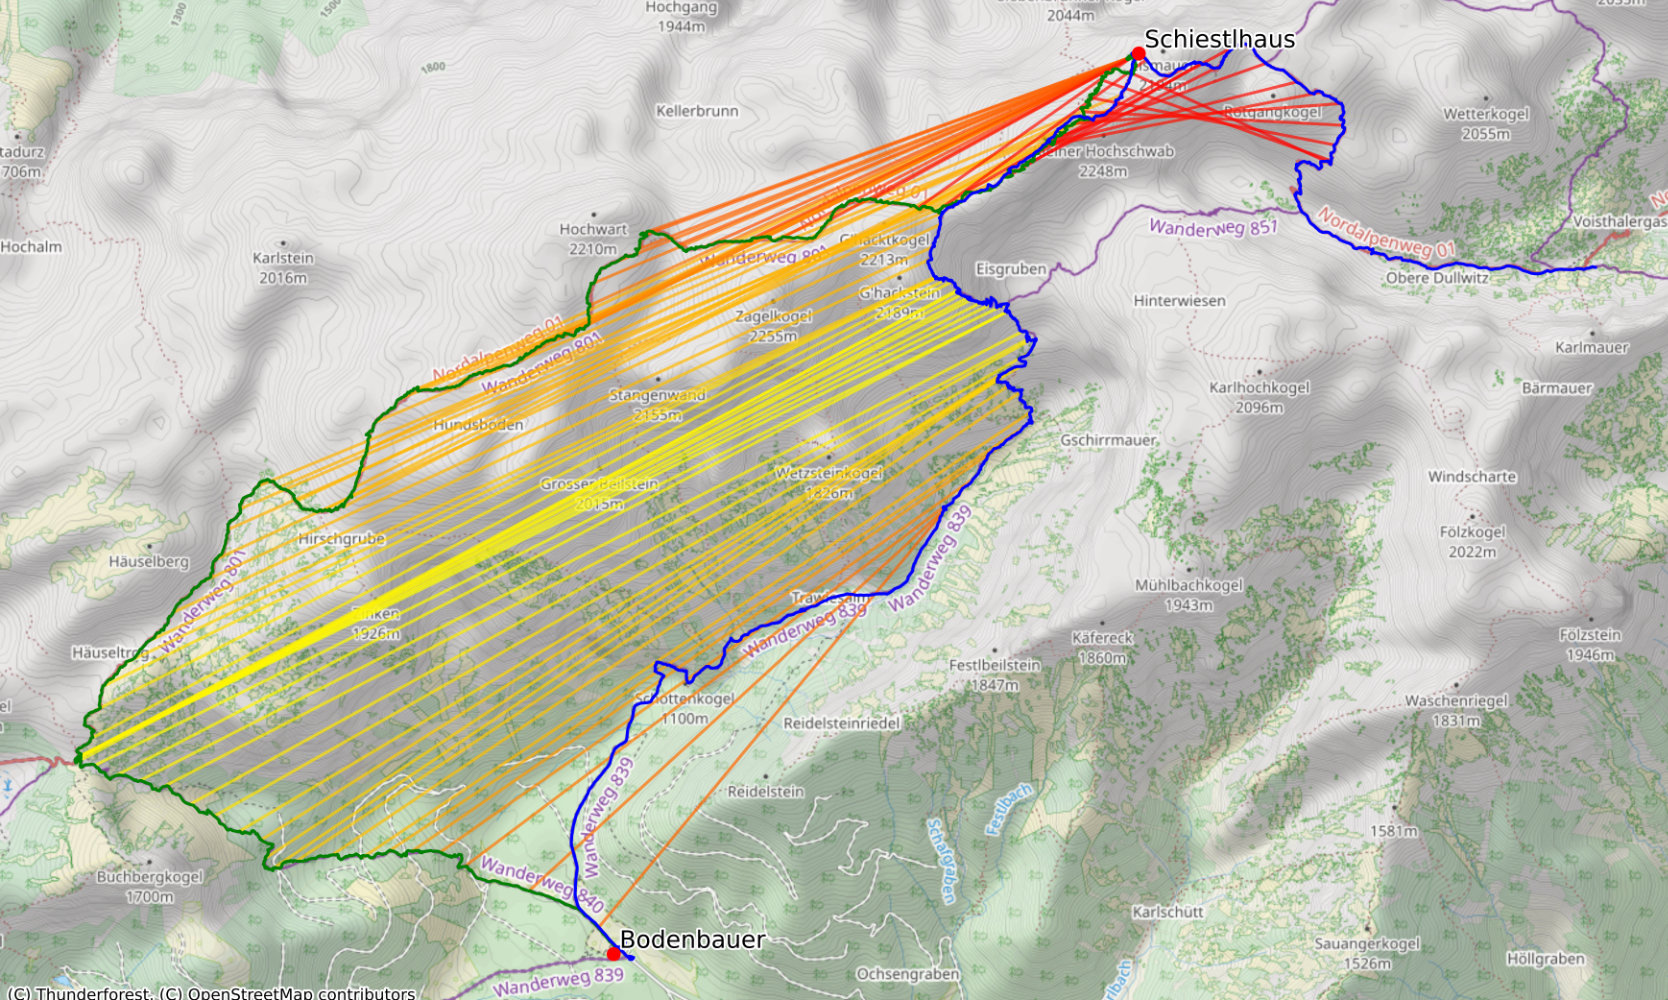 Hochgang
1944m
2044m
1300
1500
2035m
Schiestlhaus
1800
Kellerbrunn
Rotgangkogel
Wetterkogel
2055m
tadurz
706m
einer Hochschwab
2248m
Hochwart
2210m
Wanderweg 851
Nordalpenweg 01
Voisthalergas
Hochalm
Karlstein
2016m
G'hacktkogel
2213m
Wanderweg 801
Eisgruben
Obere Dullwitz
G'hackstein
2189m
Hinterwiesen
Zagelkogel
2255m
Nordalpenweg 01
Wanderweg 801
Karlmauer
Stangenwand
2155m
Karlhochkogel
2096m
Bärmauer
Hundsböden
Gschirrmauer
Wetzsteinkogel
1826m
Windscharte
Grosser Beilstein
2015m
Hirschgrube
Fölzkogel
2022m
Häuselberg
Wanderweg 839
Wanderweg 801
Trawiesalm
Mühlbachkogel
1943m
Wanderweg 839
1926m
Käfereck
1860m
Fölzstein
1946m
Häuseltrog
Festlbeilstein
1847m
Schottenkogel
1100m
Waschenriegel
1831m
Reidelsteinriedel
Wanderweg 839
Reidelstein
Festlbach
Schafgraben
1581m
Buchbergkogel
1700m
Wanderweg 840
Karlschütt
Bodenbauer
Sauangerkogel
1526m
Höllgraben
Wanderweg 839
Ochsengraben
rlbach
(C) Thunderforest, (C) OpenStreetMap contributors